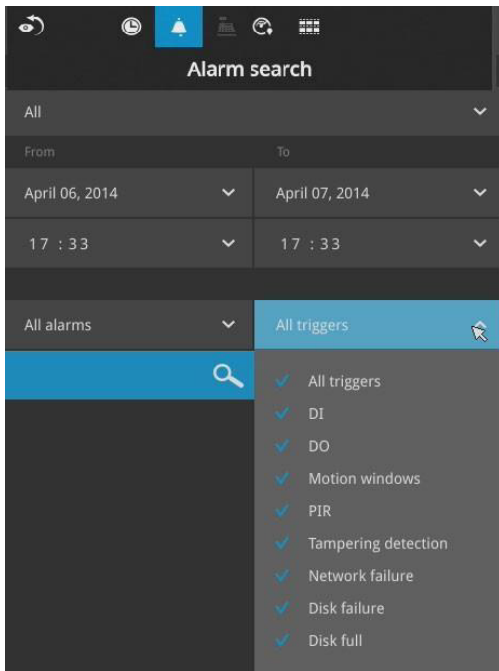 Alarm search
All
From To
April 06, 2014 April 07, 2014
17 : 33 17 : 33
All alarms All triggers
All triggers
DI
DO
Motion windows
PIR
Tampering detection
Network failure
Disk failure
Disk full